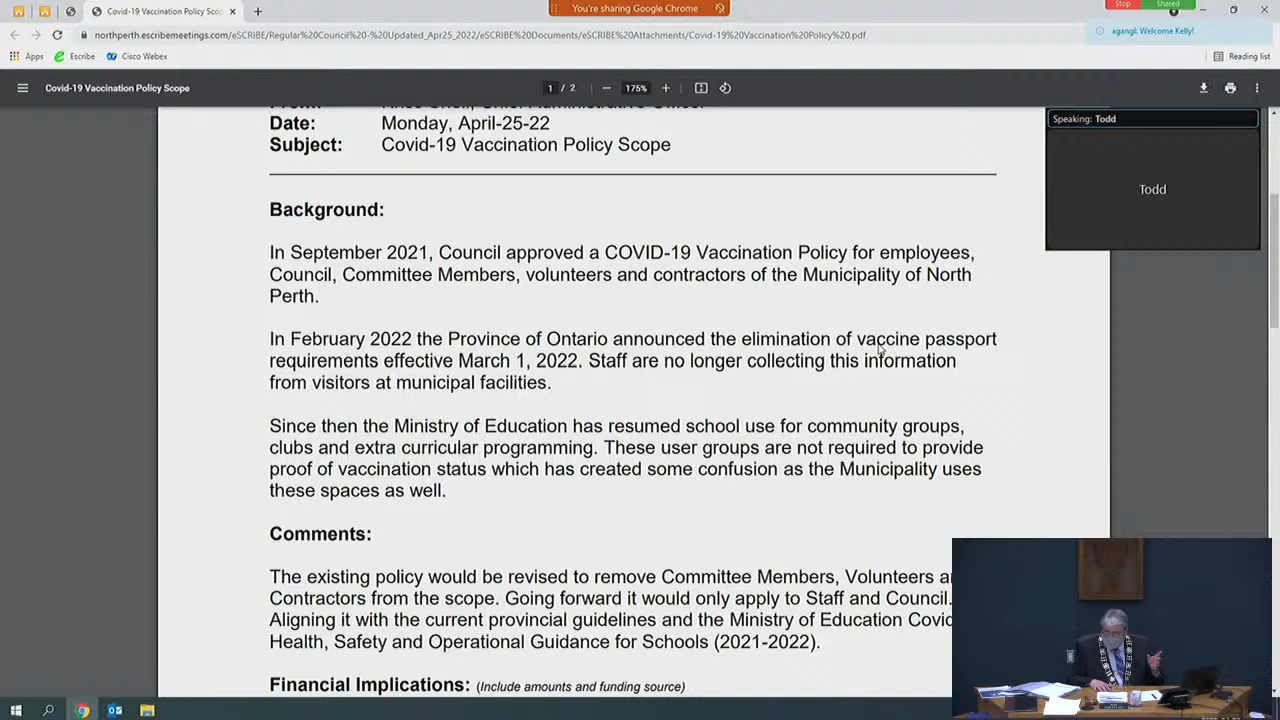 Covid-19 Vaccination Policy Scop
You're sharing Google Chrome
Stop
Shared
northperth.escribemeetings.com/eSCRIBE/Regular%20Council%20-%20Updated_Apr25_2022/eSCRIBE%20Documents/eSCRIBE%20Attachments/Covid-19%20Vaccination%20Policy%20.pdf
agangl: Welcome Kelly!
Apps Escribe Cisco Webex Reading list
Covid-19 Vaccination Policy Scope 1 / 2 175%
Speaking: Todd
Todd
Date: Monday, April-25-22
Subject: Covid-19 Vaccination Policy Scope
Background:
In September 2021, Council approved a COVID-19 Vaccination Policy for employees,
Council, Committee Members, volunteers and contractors of the Municipality of North
Perth.
In February 2022 the Province of Ontario announced the elimination of vaccine passport
requirements effective March 1, 2022. Staff are no longer collecting this information
from visitors at municipal facilities.
Since then the Ministry of Education has resumed school use for community groups,
clubs and extra curricular programming. These user groups are not required to provide
proof of vaccination status which has created some confusion as the Municipality uses
these spaces as well.
Comments:
The existing policy would be revised to remove Committee Members, Volunteers a
Contractors from the scope. Going forward it would only apply to Staff and Council.
Aligning it with the current provincial guidelines and the Ministry of Education Covid
Health, Safety and Operational Guidance for Schools (2021-2022).
Financial Implications: (Include amounts and funding source)